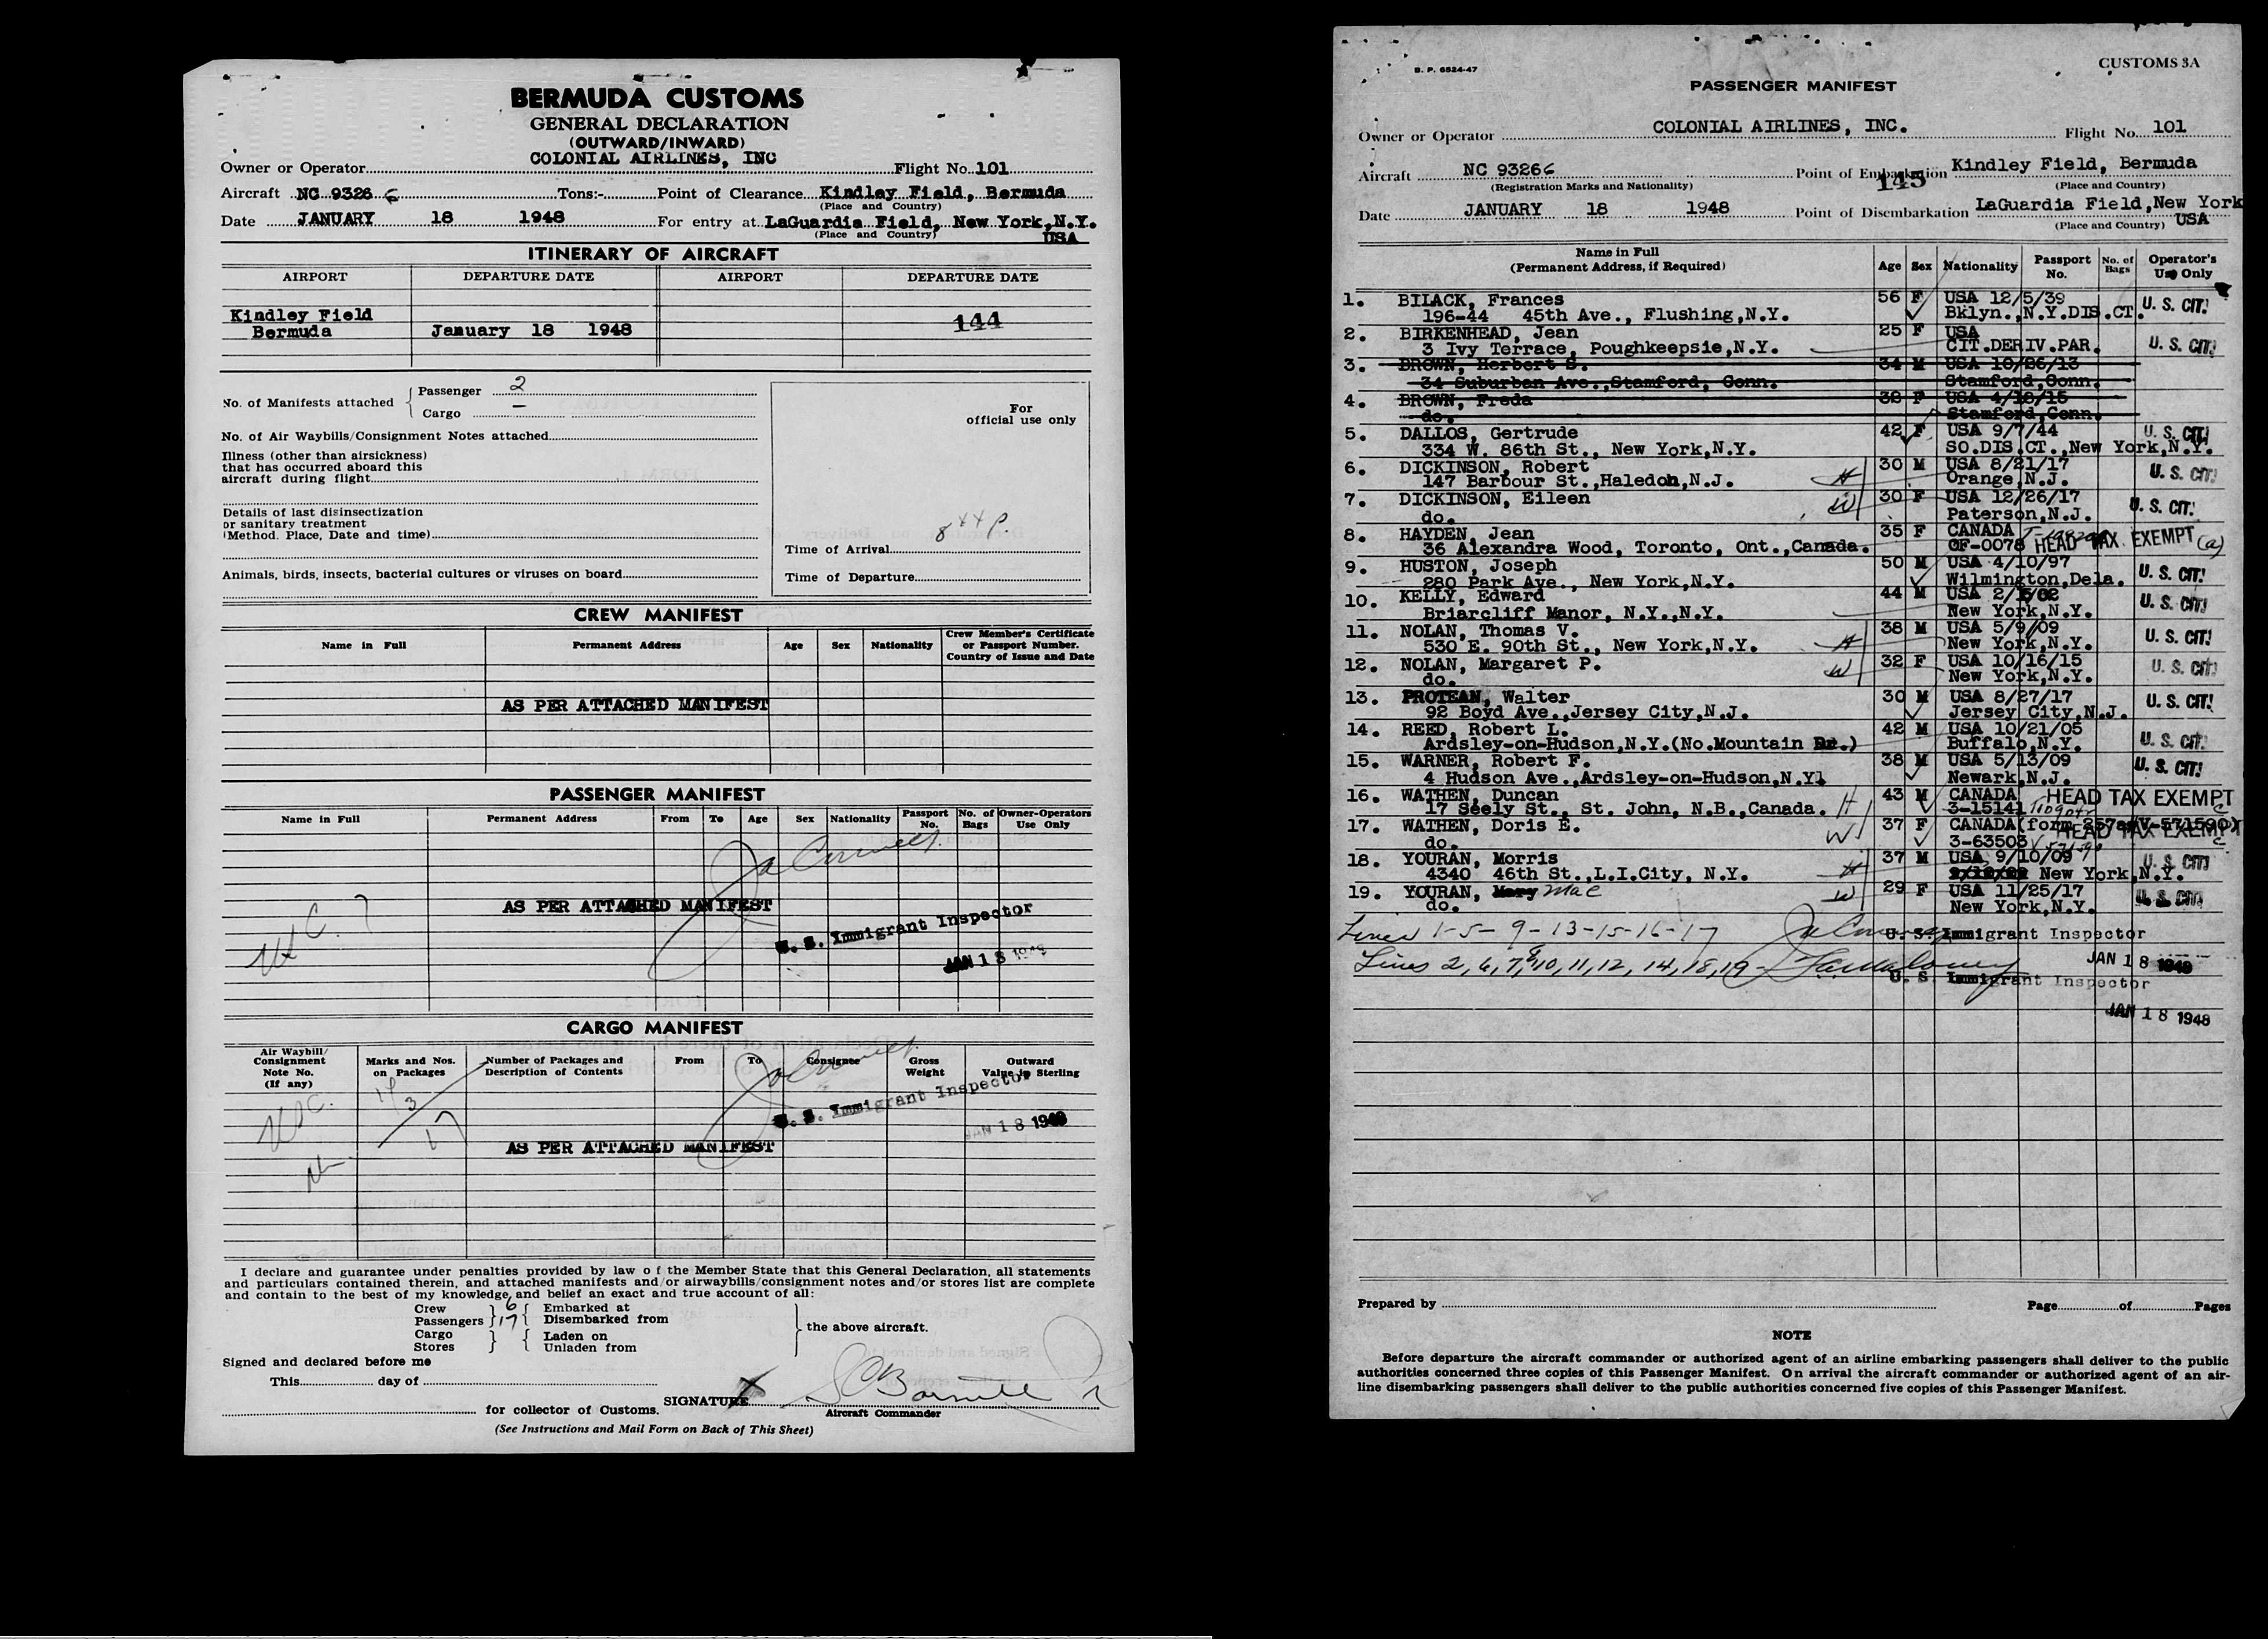 BERMUDA CUSTOMS
GENERAL DECLARATION
(OUTWARD/INWARD)
Owner or Operator COLONIAL AIRLINES, INC Flight No. 101
Aircraft NC 9326 6 Tons:- Point of Clearance Kindley Field, Bermuda
(Place and Country)
Date JANUARY 18 1948 For entry at LaGuardia Field, New York,N.Y.
(Place and Country) USA
ITINERARY OF AIRCRAFT
AIRPORT DEPARTURE DATE AIRPORT DEPARTURE DATE
Kindley Field
Bermuda January 18 1948 144
No. of Manifests attached
Passenger 2
Cargo —
For
official use only
No. of Air Waybills/Consignment Notes attached
Illness (other than airsickness)
that has occurred aboard this
aircraft during flight
Details of last disinsectization
or sanitary treatment
(Method. Place, Date and time)
8 44 P.
Time of Arrival
Animals, birds, insects, bacterial cultures or viruses on board
Time of Departure
CREW MANIFEST
Name in Full Permanent Address Age Sex Nationality Crew Member's Certificate
or Passport Number.
Country of Issue and Date
AS PER ATTACHED MANIFEST
PASSENGER MANIFEST
Name in Full Permanent Address From To Age Sex Nationality Passport
No. No. of
Bags Owner-Operators
Use Only
AS PER ATTACHED MANIFEST
U. S. Immigrant Inspector
JAN 18 1948
CARGO MANIFEST
Air Waybill/
Consignment
Note No.
(If any) Marks and Nos.
on Packages Number of Packages and
Description of Contents From To Consignee Gross
Weight Outward
Value in Sterling
U. S. Immigrant Inspector
JAN 18 1948
17
AS PER ATTACHED MANIFEST
I declare and guarantee under penalties provided by law o f the Member State that this General Declaration, all statements
and particulars contained therein, and attached manifests and/or airwaybills/consignment notes and/or stores list are complete
and contain to the best of my knowledge and belief an exact and true account of all:
Crew 6 Embarked at
Passengers 17 Disembarked from
Cargo Laden on
Stores Unladen from
the above aircraft.
Signed and declared before me
This day of
for collector of Customs. SIGNATURE X
Aircraft Commander
(See Instructions and Mail Form on Back of This Sheet)
B. P. 6524-47
CUSTOMS 3A
PASSENGER MANIFEST
Owner or Operator COLONIAL AIRLINES, INC. Flight No. 101
Aircraft NC 93266 Point of Embarkation Kindley Field, Bermuda
(Registration Marks and Nationality) 145 (Place and Country)
Date JANUARY 18 1948 Point of Disembarkation LaGuardia Field,New York
(Place and Country) USA
Name in Full
(Permanent Address, if Required) Age Sex Nationality Passport
No. No. of
Bags Operator's
Use Only
1. BILACK, Frances 56 F USA 12/5/39
196-44 45th Ave., Flushing,N.Y. Bklyn.,N.Y.DIS.CT. U. S. CIT!
2. BIRKENHEAD, Jean 25 F USA
3 Ivy Terrace, Poughkeepsie,N.Y. CIT.DERIV.PAR. U. S. CIT!
3. BROWN, Herbert S. 34 M USA 10/26/13
34 Suburban Ave.,Stamford, Conn. Stamford,Conn.
4. BROWN, Freda 32 F USA 4/18/15
do. Stamford,Conn.
5. DALLOS, Gertrude 42 F USA 9/7/44 U. S. CIT!
334 W. 86th St., New York,N.Y. SO.DIS.CT.,New York,N.Y.
6. DICKINSON, Robert 30 M USA 8/21/17
147 Barbour St.,Haledon,N.J. H Orange,N.J. U. S. CIT!
7. DICKINSON, Eileen 30 F USA 12/26/17
do. W Paterson,N.J. U. S. CIT!
8. HAYDEN, Jean 35 F CANADA
36 Alexandra Wood, Toronto, Ont.,Canada. OF-0078 HEAD TAX EXEMPT (a)
9. HUSTON, Joseph 50 M USA 4/10/97
280 Park Ave., New York,N.Y. Wilmington,Dela. U. S. CIT!
10. KELLY, Edward 44 M USA 2/5/02
Briarcliff Manor, N.Y.,N.Y. New York,N.Y. U. S. CIT!
11. NOLAN, Thomas V. 38 M USA 5/9/09
530 E. 90th St., New York,N.Y. H New York,N.Y. U. S. CIT!
12. NOLAN, Margaret P. 32 F USA 10/16/15
do. W New York,N.Y. U. S. CIT!
13. PROTEAN, Walter 30 M USA 8/27/17
92 Boyd Ave.,Jersey City,N.J. Jersey City,N.J. U. S. CIT!
14. REED, Robert L. 42 M USA 10/21/05
Ardsley-on-Hudson,N.Y.(No.Mountain Dr.) Buffalo,N.Y. U. S. CIT!
15. WARNER, Robert F. 38 M USA 5/13/09
4 Hudson Ave.,Ardsley-on-Hudson,N.Y. Newark,N.J. U. S. CIT!
16. WATHEN, Duncan 43 M CANADA HEAD TAX EXEMPT
17 Seely St., St. John, N.B.,Canada. H 3-15141
17. WATHEN, Doris E. 37 F CANADA(form 257a#V-571590)
do. W 3-63503 HEAD TAX EXEMPT
18. YOURAN, Morris 37 M USA 9/10/09 U. S. CIT!
4340 46th St.,L.I.City, N.Y. H New York,N.Y.
19. YOURAN, Mary Mae 29 F USA 11/25/17
do. W New York,N.Y. U. S. CIT!
Lines 1-5-9-13-15-16-17
U. S. Immigrant Inspector
Lines 2, 6, 7, 8, 10, 11, 12, 14, 18, 19 JAN 18 1948
U. S. Immigrant Inspector
JAN 18 1948
Prepared by Page of Pages
NOTE
Before departure the aircraft commander or authorized agent of an airline embarking passengers shall deliver to the public
authorities concerned three copies of this Passenger Manifest. On arrival the aircraft commander or authorized agent of an air-
line disembarking passengers shall deliver to the public authorities concerned five copies of this Passenger Manifest.